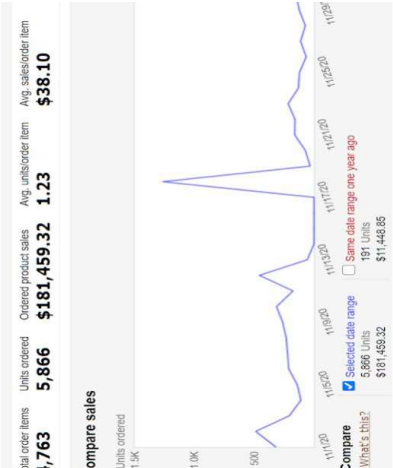 tal order items
,763
Units ordered
5,866
Ordered product sales
$181,459.32
Avg. units/order item
1.23
Avg. sales/order item
$38.10
ompare sales
Units ordered
1.5K
1.0K
500
11/1/20
11/5/20
11/9/20
11/13/20
11/17/20
11/21/20
11/25/20
11/29/
Compare
What's this?
Selected date range
5,866 Units
$181,459.32
Same date range one year ago
191 Units
$11,448.85